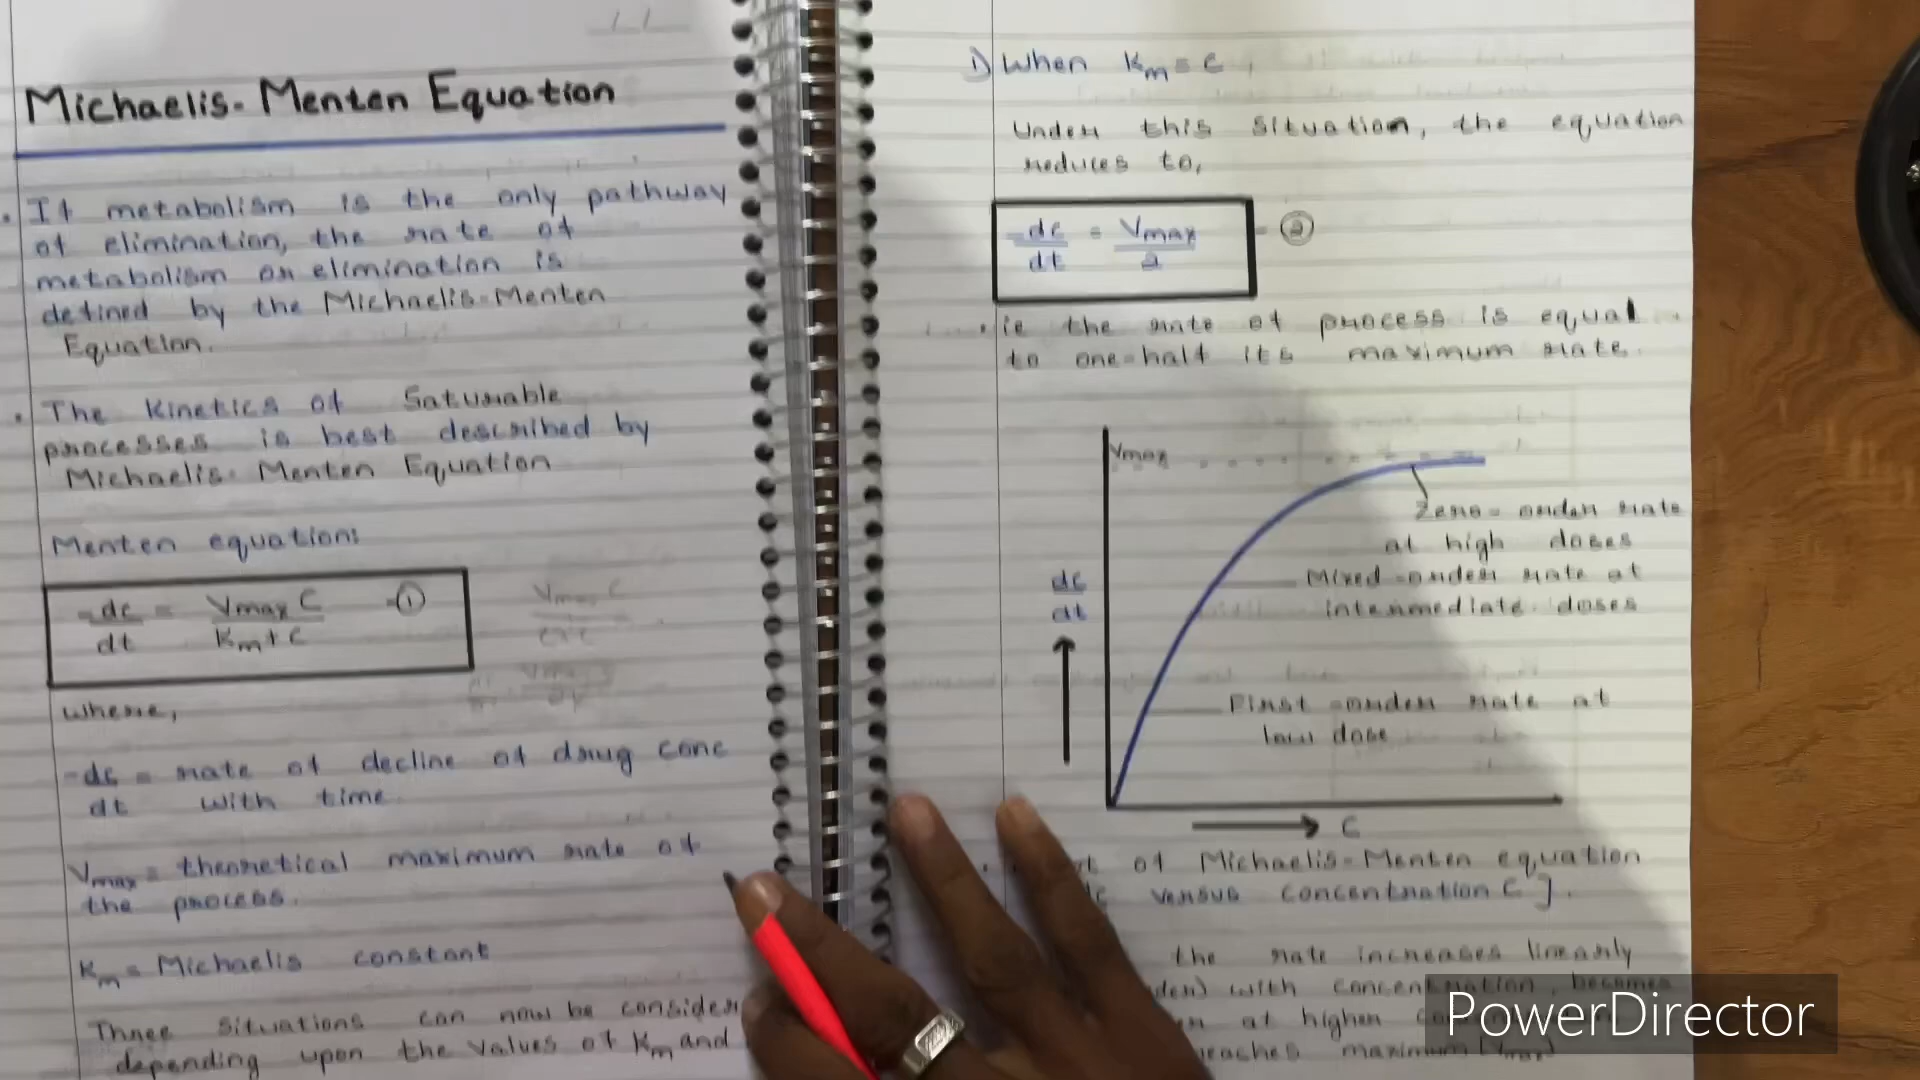 Michaelis-Menten Equation
. If metabolism is the only pathway
of elimination, the rate of
metabolism or elimination is
defined by the Michaelis-Menten
Equation.
. The Kinetics of Saturable
processes is best described by
Michaelis-Menten Equation
Menten equation:
-dc = Vmax C -①
dt Km+C
where,
-dc = rate of decline of drug conc
dt with time.
Vmax = theoretical maximum rate of
the process.
Km = Michaelis constant
Three situations can now be consider
depending upon the values of Km and
1) When Km = C
Under this situation, the equation
reduces to,
-dc = Vmax - ②
dt 2
. ie the rate of process is equal
to one-half its maximum rate.
Vmax
Zero-order rate
at high doses
dc
dt
Mixed-order rate at
intermediate doses
First-order rate at
low dose
C
of Michaelis-Menten equation
versus concentration C].
the rate increases linearly
with concentration, becomes
at higher
reaches maximum (Vmax)
PowerDirector